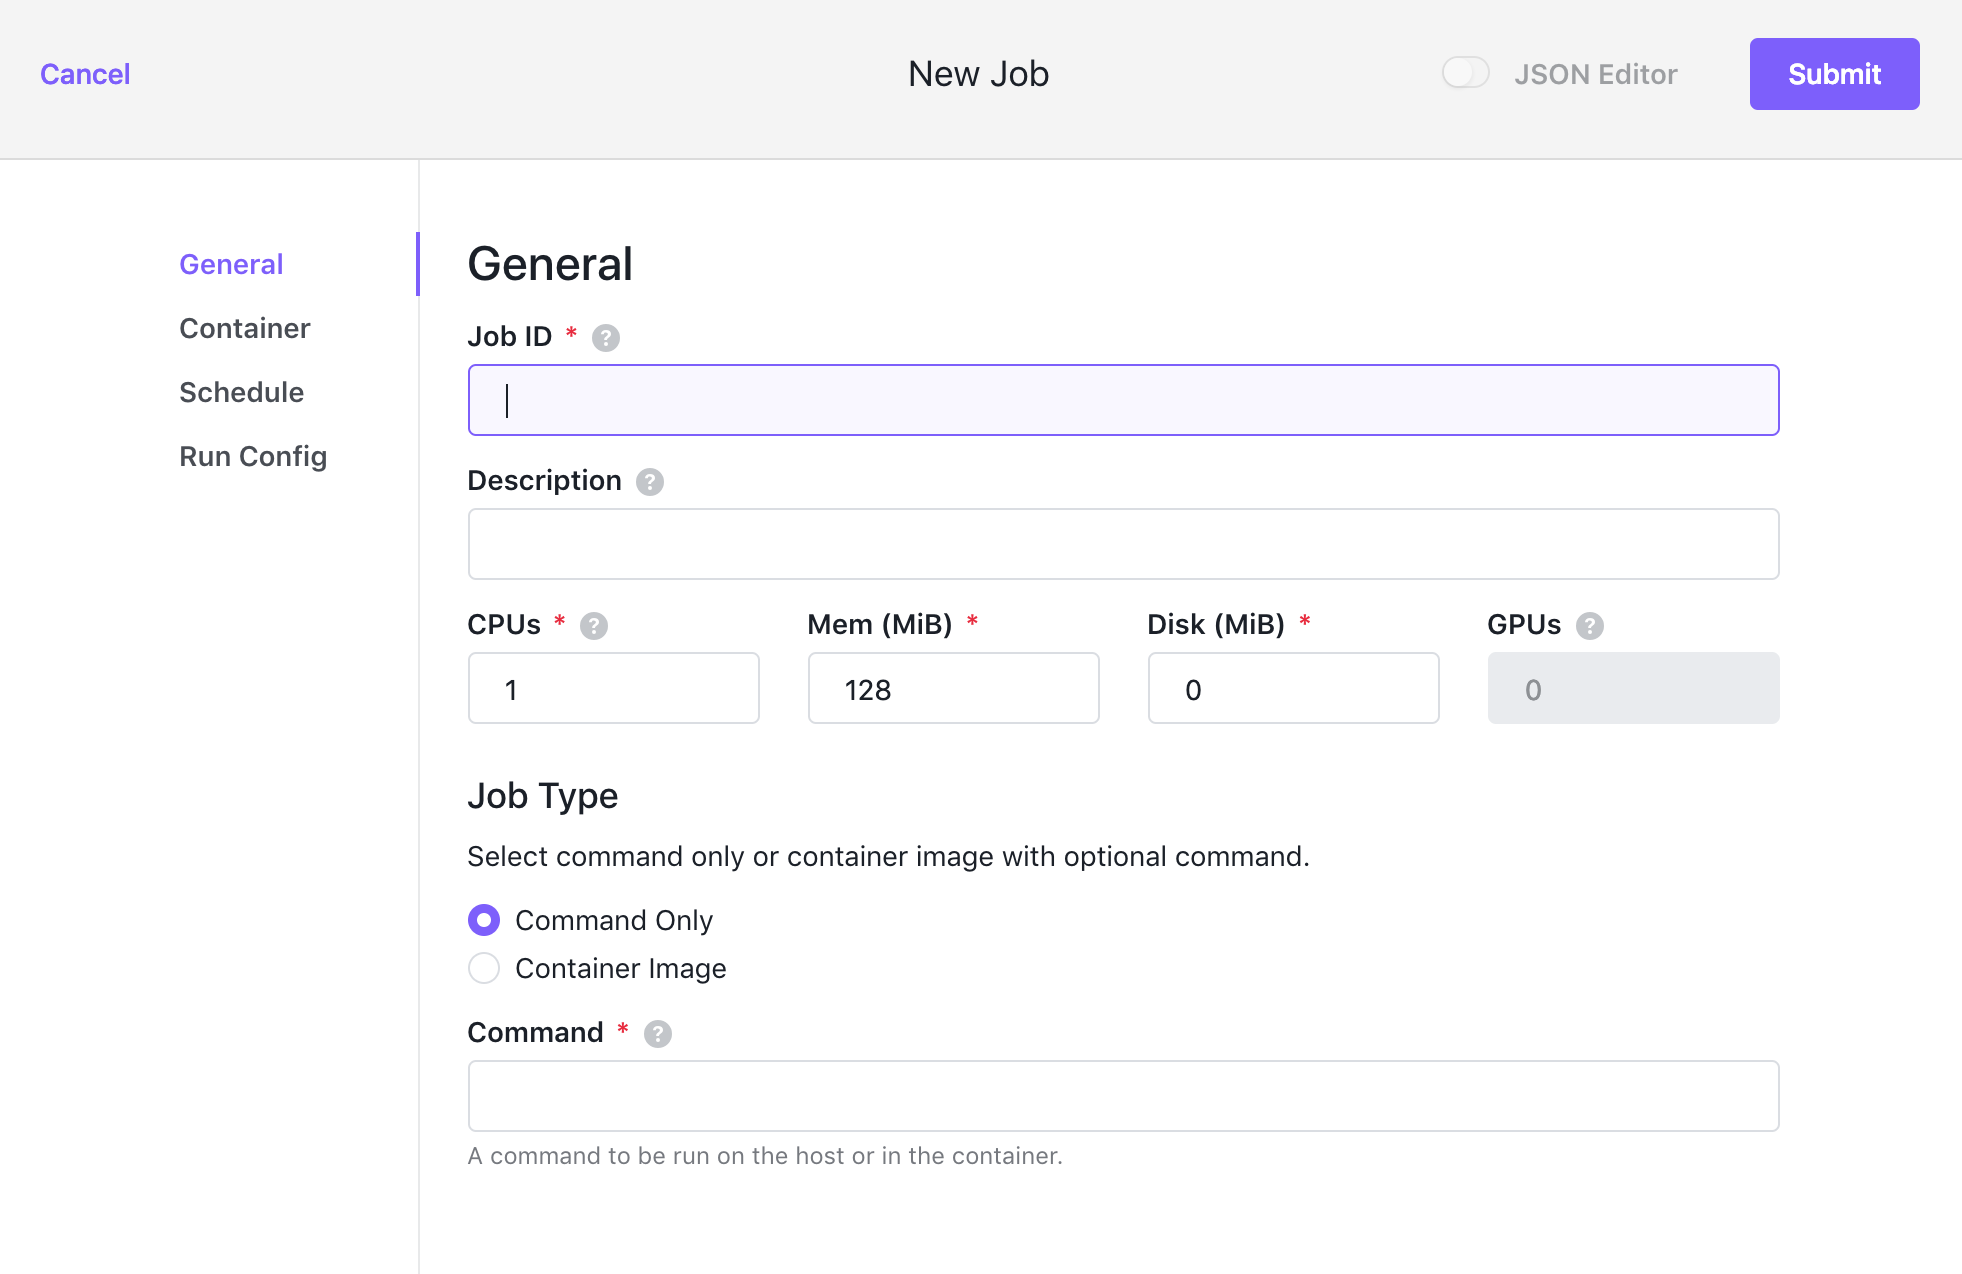 Cancel
New Job
JSON Editor
Submit
General
Container
Schedule
Run Config
General
Job ID * ?
Description ?
CPUs * ? Mem (MiB) * Disk (MiB) * GPUs ?
1 128 0 0
Job Type
Select command only or container image with optional command.
Command Only
Container Image
Command * ?
A command to be run on the host or in the container.